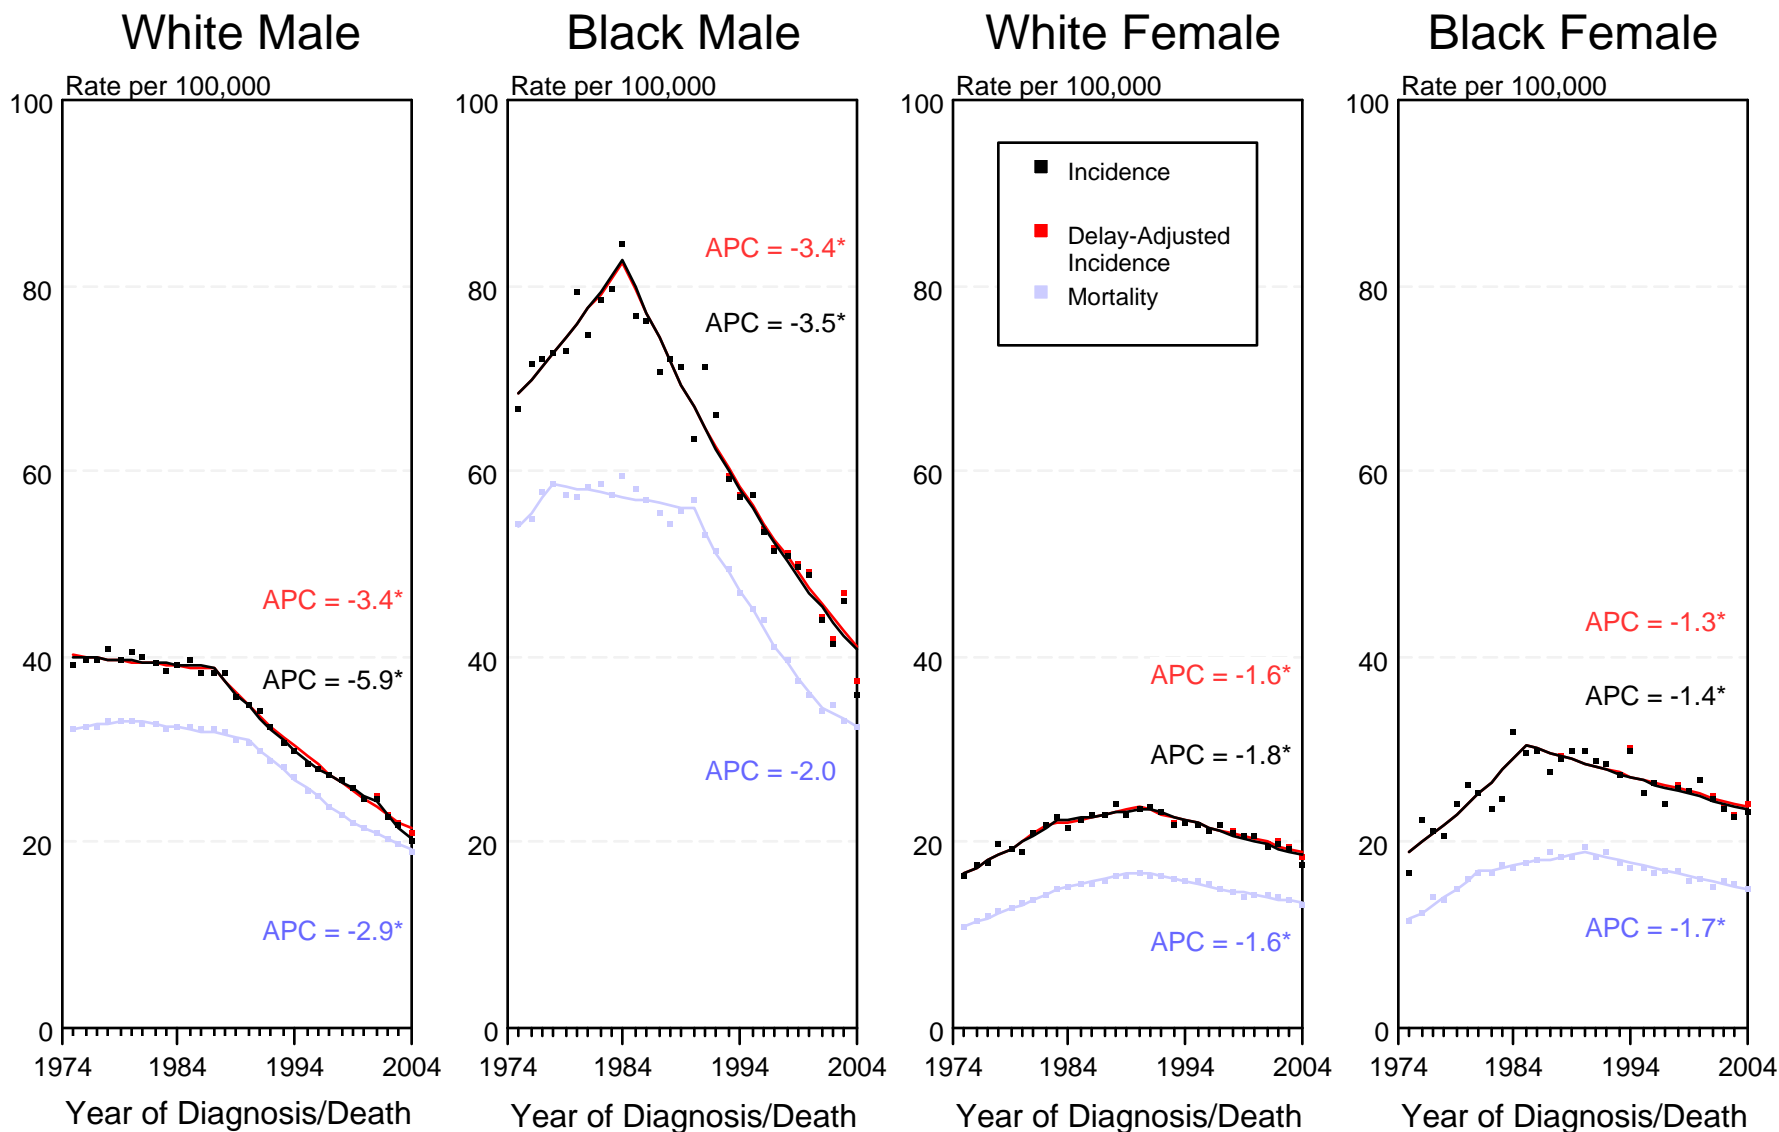 White Male
Rate per 100,000
100
80
60
40
20
0
APC = -3.4*
APC = -5.9*
APC = -2.9*
1974 1984 1994 2004
Year of Diagnosis/Death
Black Male
Rate per 100,000
100
80
60
40
20
0
APC = -3.4*
APC = -3.5*
APC = -2.0
1974 1984 1994 2004
Year of Diagnosis/Death
White Female
Rate per 100,000
100
80
60
40
20
0
Incidence
Delay-Adjusted
Incidence
Mortality
APC = -1.6*
APC = -1.8*
APC = -1.6*
1974 1984 1994 2004
Year of Diagnosis/Death
Black Female
Rate per 100,000
100
80
60
40
20
0
APC = -1.3*
APC = -1.4*
APC = -1.7*
1974 1984 1994 2004
Year of Diagnosis/Death